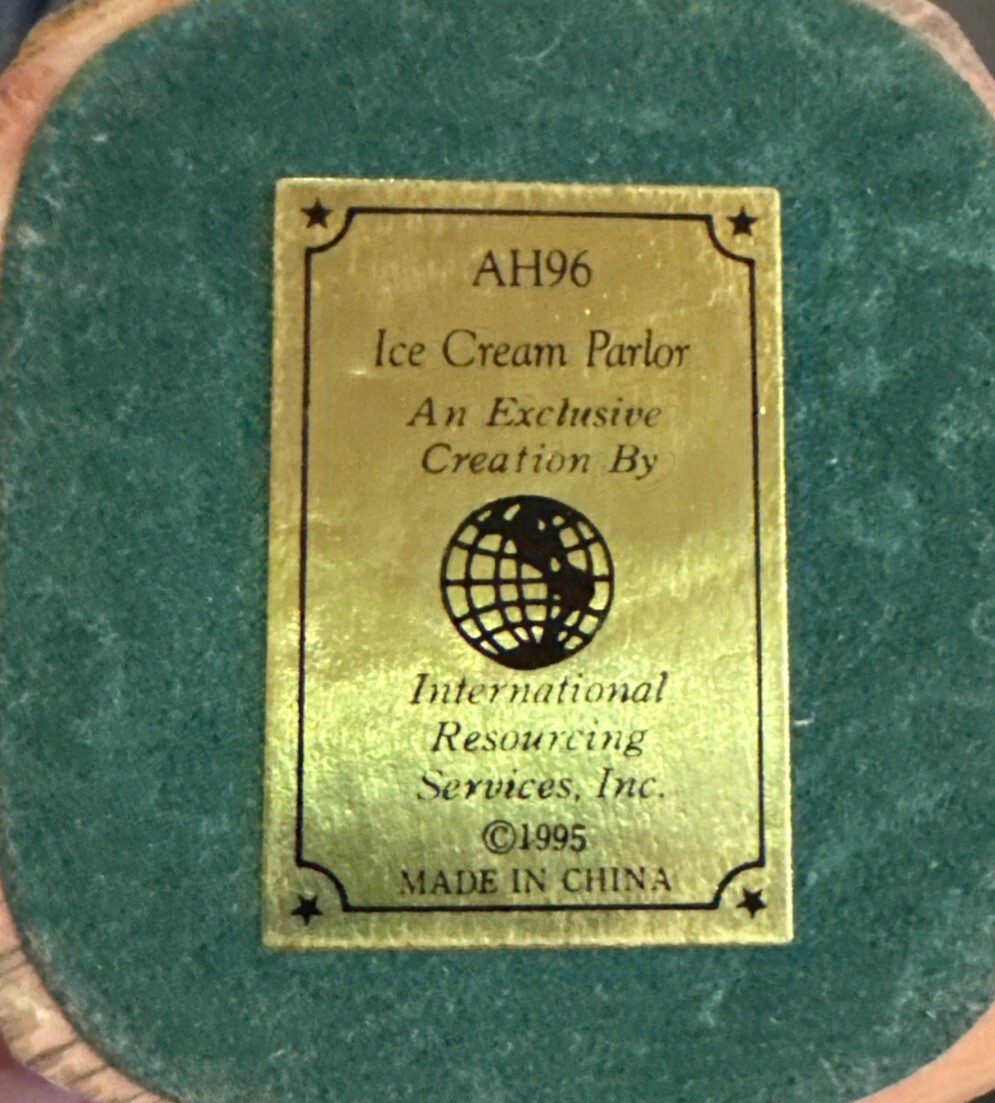 AH96
Ice Cream Parlor
An Exclusive
Creation By
International
Resourcing
Services, Inc.
©1995
MADE IN CHINA